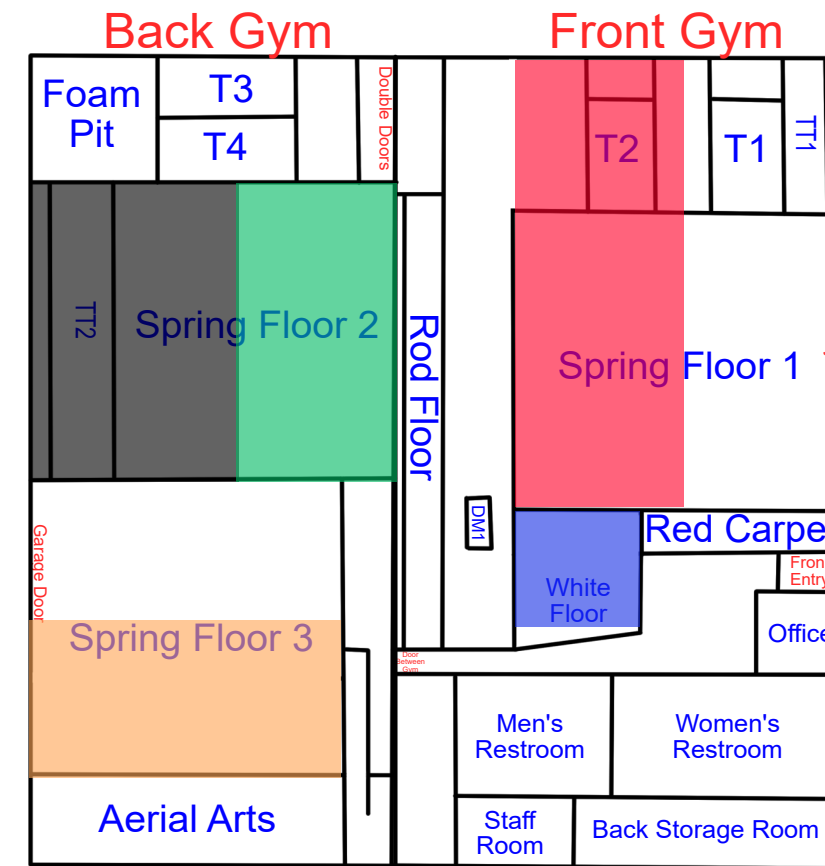 Back Gym
Front Gym
Foam
Pit
T3
T4
Double Doors
T2
T1
TT1
TT2
Spring Floor 2
Rod Floor
Spring Floor 1
DM1
Red Carpe
Garage Door
White
Floor
Fron
Entry
Office
Spring Floor 3
Door
Between
Gym
Men's
Restroom
Women's
Restroom
Aerial Arts
Staff
Room
Back Storage Room